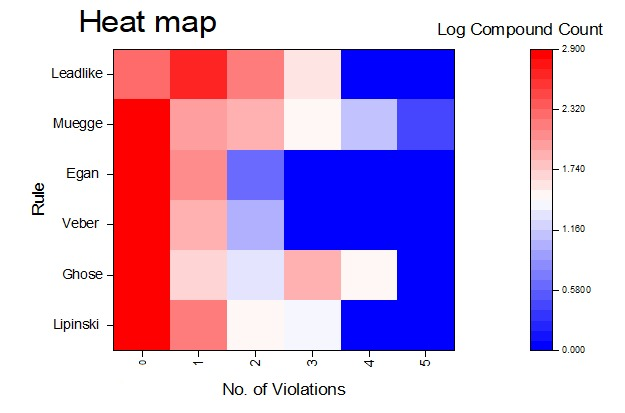 Heat map
Log Compound Count
Leadlike
Muegge
Egan
Veber
Ghose
Lipinski
Rule
0 1 2 3 4 5
No. of Violations
2.900
2.320
1.740
1.160
0.5800
0.000